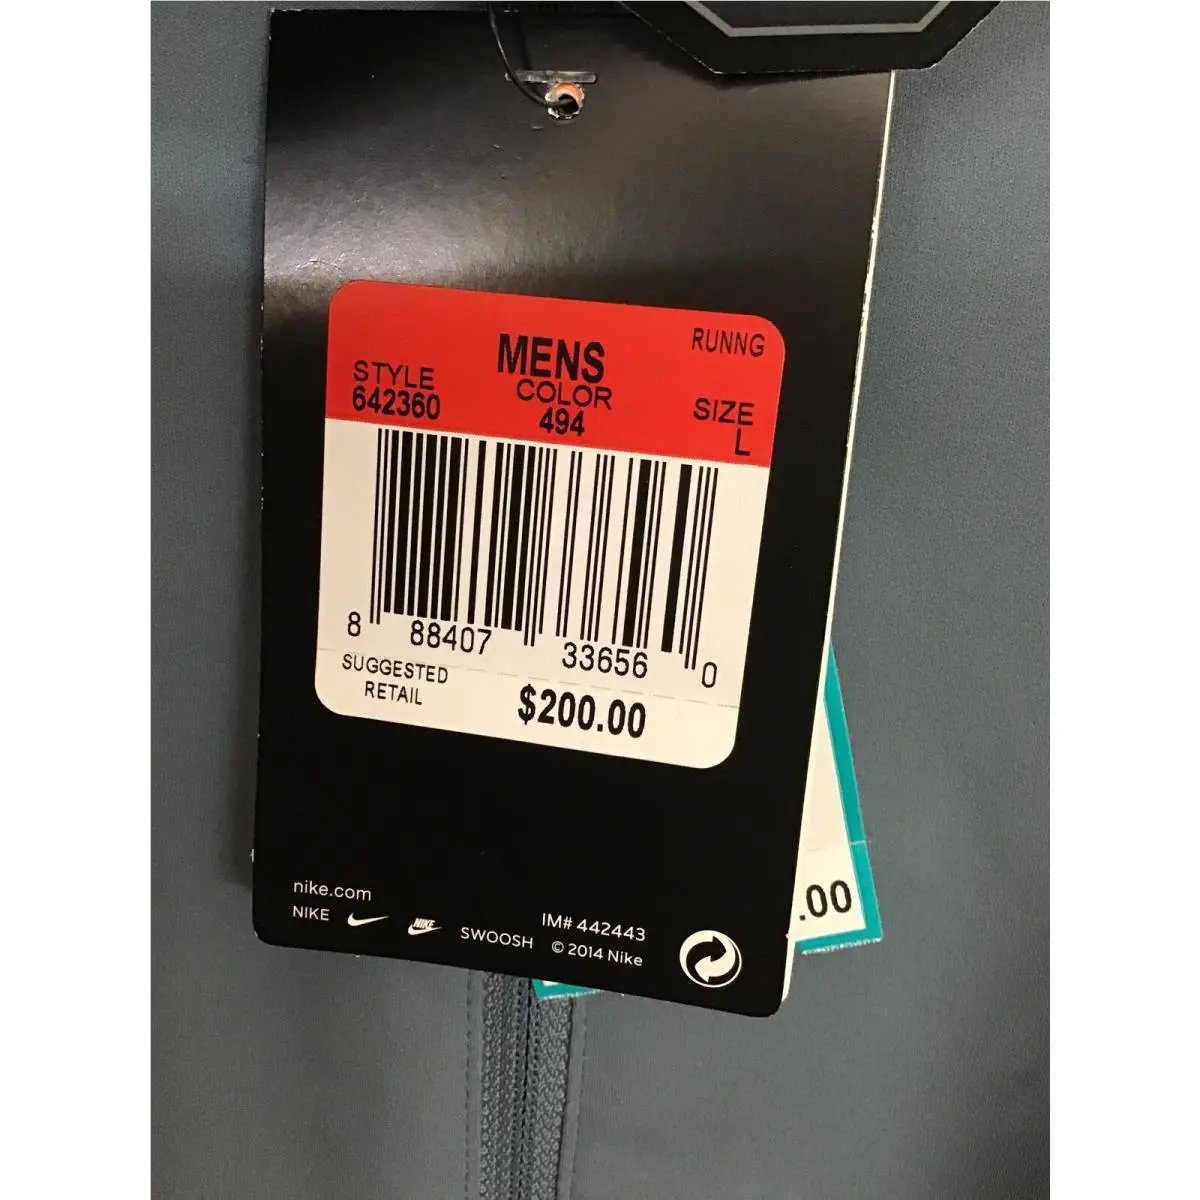 RUNNG
MENS
STYLE COLOR SIZE
642360 494 L
8 88407 33656 0
SUGGESTED
RETAIL $200.00
.00
nike.com
NIKE NIKE SWOOSH
IM# 442443
© 2014 Nike